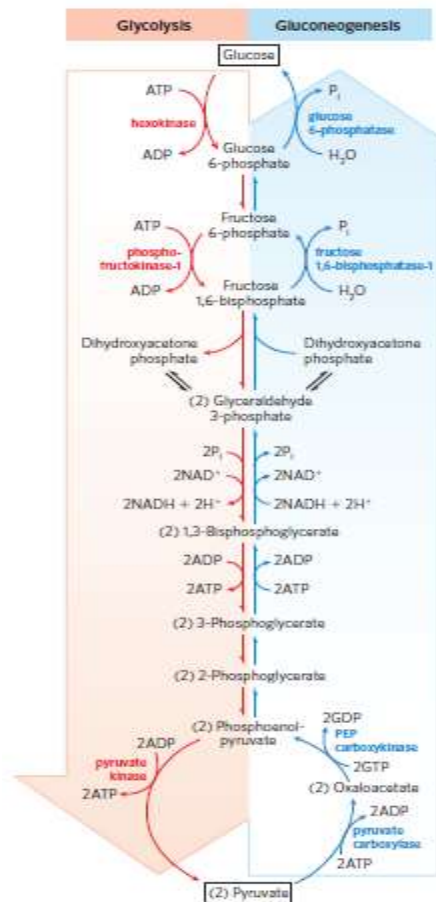 Glycolysis Gluconeogenesis
Glucose
ATP Pᵢ
hexokinase glucose
6-phosphatase
ADP Glucose H₂O
6-phosphate
Fructose
ATP 6-phosphate Pᵢ
phospho- fructose
fructokinase-1 1,6-bisphosphatase-1
ADP Fructose H₂O
1,6-bisphosphate
Dihydroxyacetone Dihydroxyacetone
phosphate phosphate
(2) Glyceraldehyde
3-phosphate
2Pᵢ 2Pᵢ
2NAD⁺ 2NAD⁺
2NADH + 2H⁺ 2NADH + 2H⁺
(2) 1,3-Bisphosphoglycerate
2ADP 2ADP
2ATP 2ATP
(2) 3-Phosphoglycerate
(2) 2-Phosphoglycerate
2GDP
(2) Phosphoenol- PEP
2ADP pyruvate carboxykinase
pyruvate 2GTP
kinase
2ATP (2) Oxaloacetate
2ADP
pyruvate
carboxylase
2ATP
(2) Pyruvate